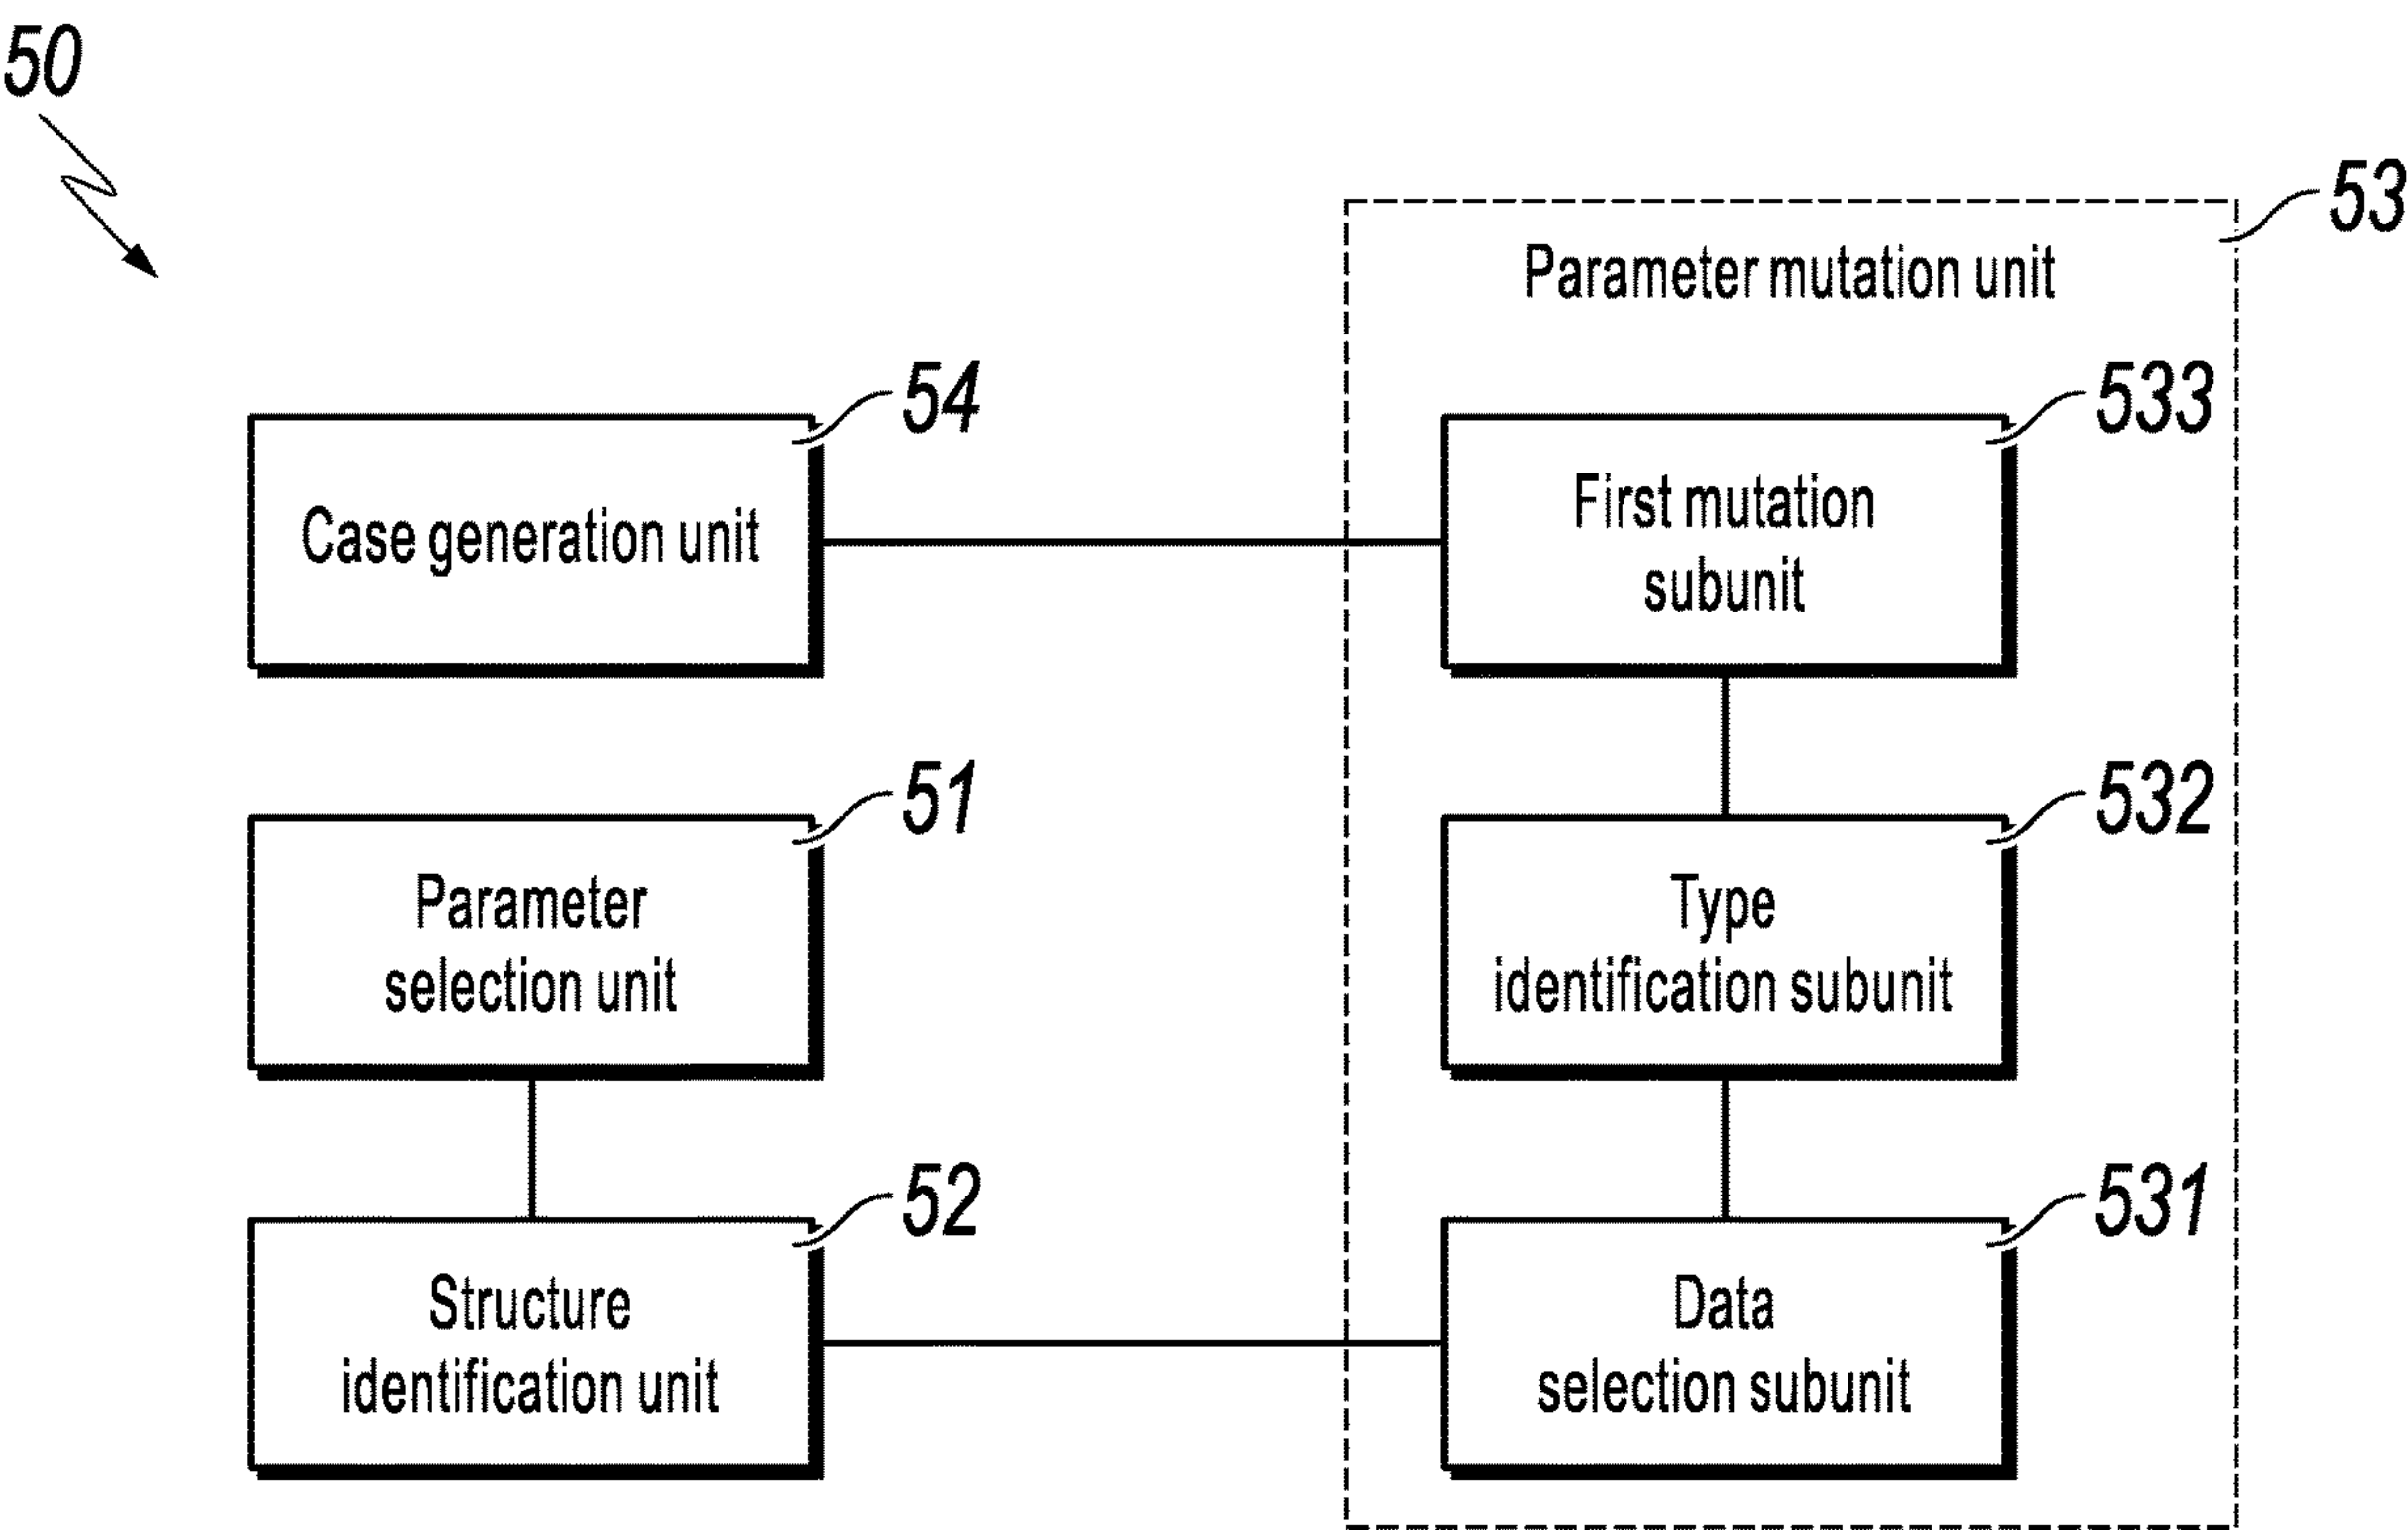 50
53
Parameter mutation unit
54
533
Case generation unit
First mutation
subunit
51
532
Parameter
selection unit
Type
identification subunit
52
531
Structure
identification unit
Data
selection subunit